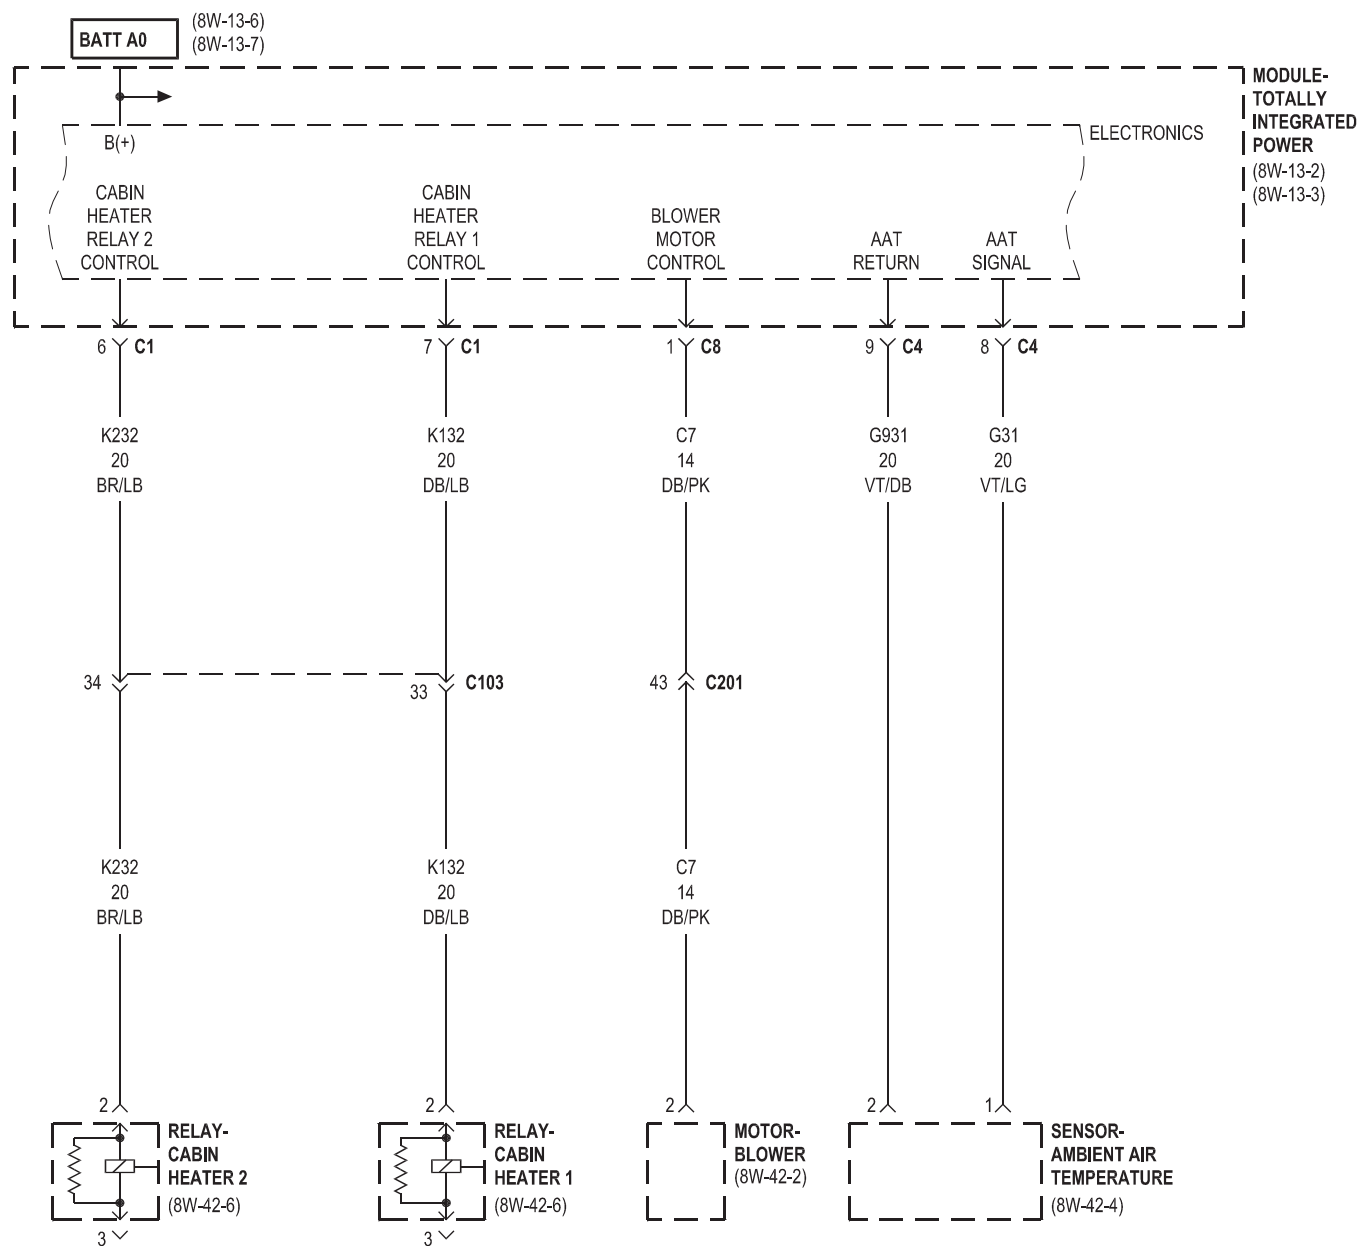 BATT A0
(8W-13-6)
(8W-13-7)
MODULE-
TOTALLY
INTEGRATED
POWER
(8W-13-2)
(8W-13-3)
ELECTRONICS
B(+)
CABIN
HEATER
RELAY 2
CONTROL
CABIN
HEATER
RELAY 1
CONTROL
BLOWER
MOTOR
CONTROL
AAT
RETURN
AAT
SIGNAL
6 C1
7 C1
1 C8
9 C4
8 C4
K232
20
BR/LB
K132
20
DB/LB
C7
14
DB/PK
G931
20
VT/DB
G31
20
VT/LG
34
33 C103
43 C201
K232
20
BR/LB
K132
20
DB/LB
C7
14
DB/PK
2
2
2
2
1
RELAY-
CABIN
HEATER 2
(8W-42-6)
3
RELAY-
CABIN
HEATER 1
(8W-42-6)
3
MOTOR-
BLOWER
(8W-42-2)
SENSOR-
AMBIENT AIR
TEMPERATURE
(8W-42-4)